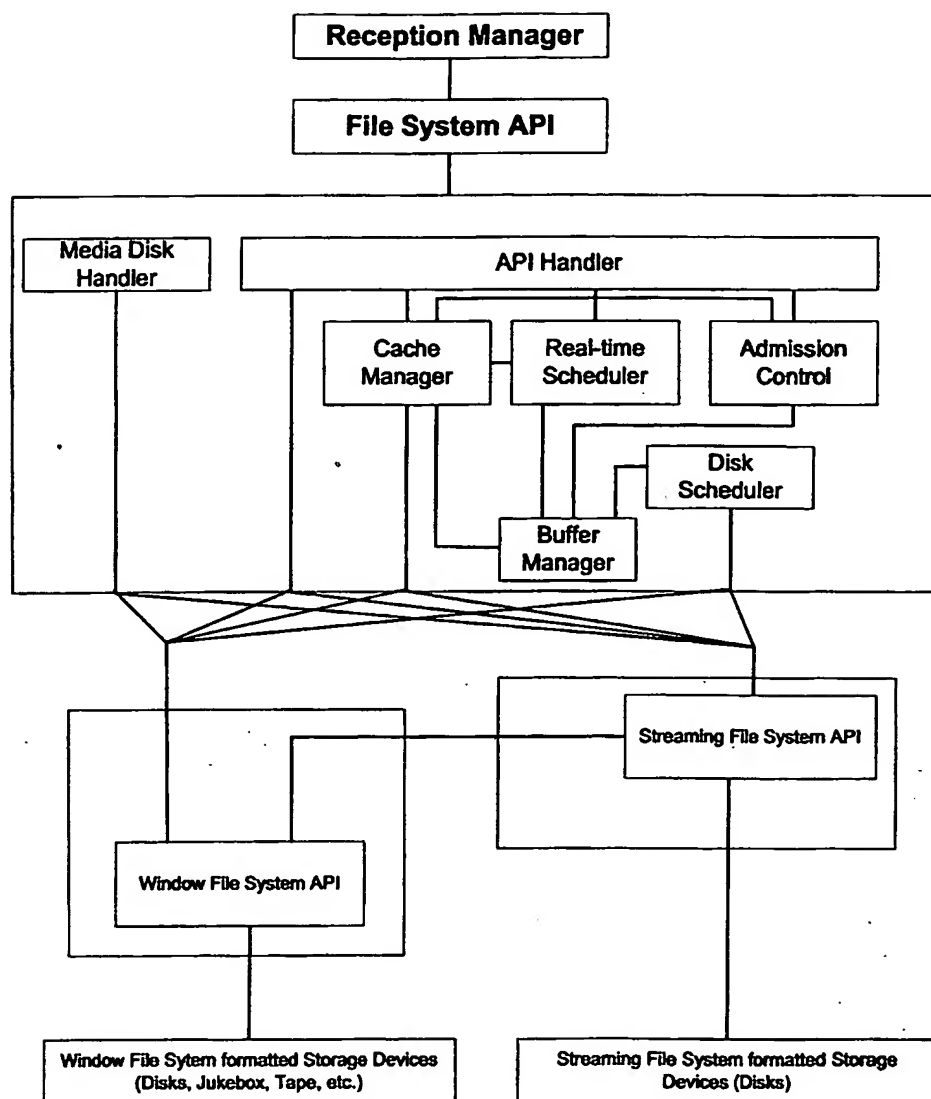 Reception Manager
File System API
Media Disk
Handler
API Handler
Cache
Manager
Real-time
Scheduler
Admission
Control
Disk
Scheduler
Buffer
Manager
Streaming File System API
Window File System API
Window File Sytem formatted Storage Devices
(Disks, Jukebox, Tape, etc.)
Streaming File System formatted Storage
Devices (Disks)